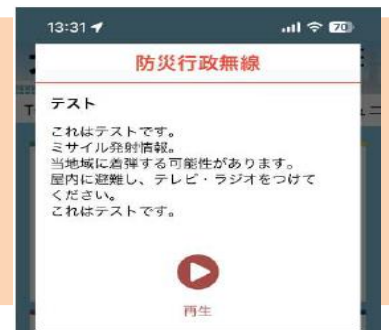 13:31
70
防災行政無線
テスト
これはテストです。
ミサイル発射情報。
当地域に着弾する可能性があります。
屋内に避難し、テレビ・ラジオをつけて
ください。
これはテストです。
再生